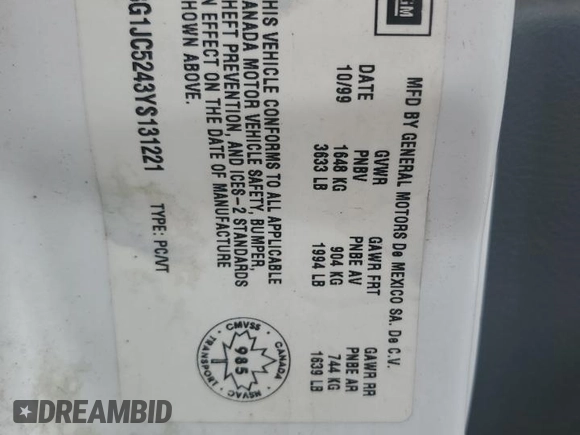 GM
MFD BY GENERAL MOTORS De MEXICO SA. De C.V.
DATE GVWR GAWR FRT GAWR RR
PNBV PNBE AV PNBE AR
10/99 1648 KG 904 KG 744 KG
3633 LB 1994 LB 1639 LB
THIS VEHICLE CONFORMS TO ALL APPLICABLE
CANADA MOTOR VEHICLE SAFETY, BUMPER,
THEFT PREVENTION, AND ICES-2 STANDARDS
IN EFFECT ON THE DATE OF MANUFACTURE
SHOWN ABOVE.
CMVSS • CANADA • NSVAC • TRANSPORT
985
G1JC5243YS131221 TYPE: PC/VT
DREAMBID